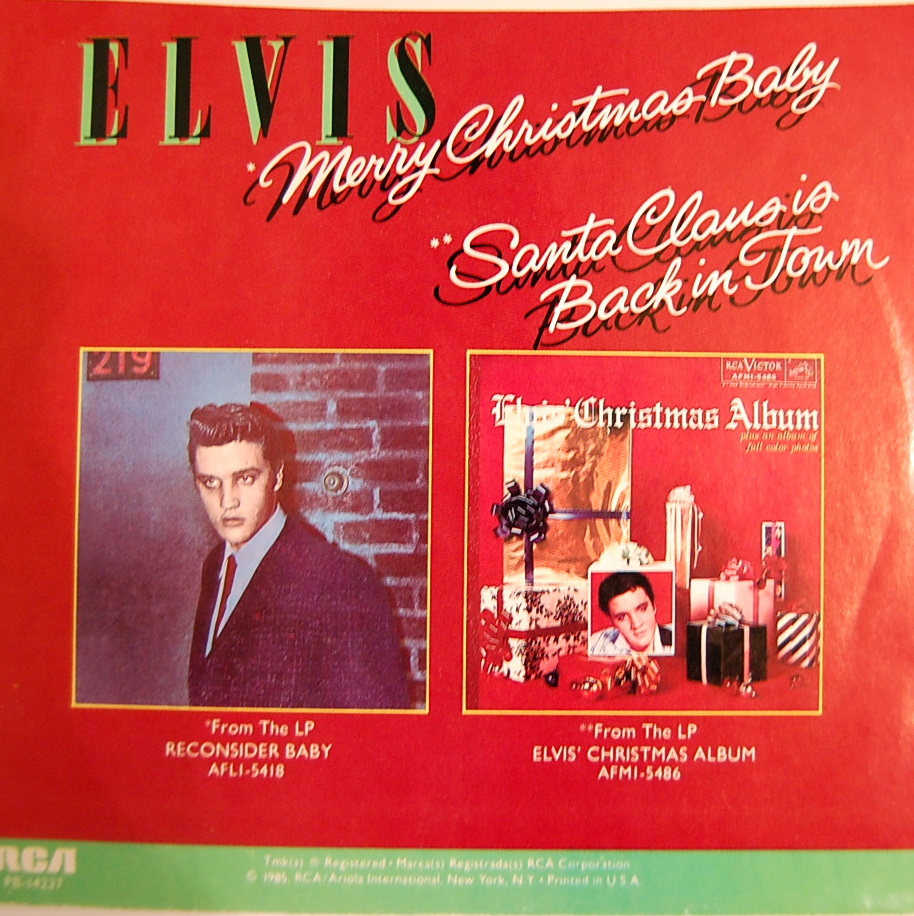 ELVIS
*Merry Christmas Baby
**Santa Claus is
Back in Town
219
RCA VICTOR
AFM1-5486
Elvis' Christmas Album
plus an album of
full color photos
*From The LP
RECONSIDER BABY
AFL1-5418
**From The LP
ELVIS' CHRISTMAS ALBUM
AFM1-5486
RCA
PB-14237
Tmk(s) ® Registered • Marca(s) Registrada(s) RCA Corporation
© 1985, RCA/Ariola International, New York, N.Y. • Printed in U.S.A.